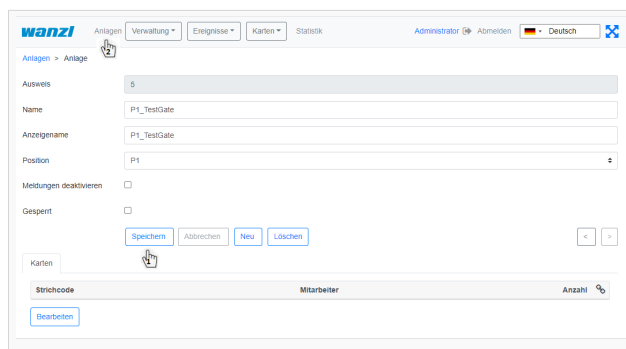 wanzl Anlagen Verwaltung Ereignisse Karten Statistik Administrator Abmelden Deutsch
2
Anlagen > Anlage
Ausweis 5
Name P1_TestGate
Anzeigename P1_TestGate
Position P1
Meldungen deaktivieren
Gesperrt
Speichern Abbrechen Neu Löschen < >
1
Karten
Strichcode Mitarbeiter Anzahl
Bearbeiten